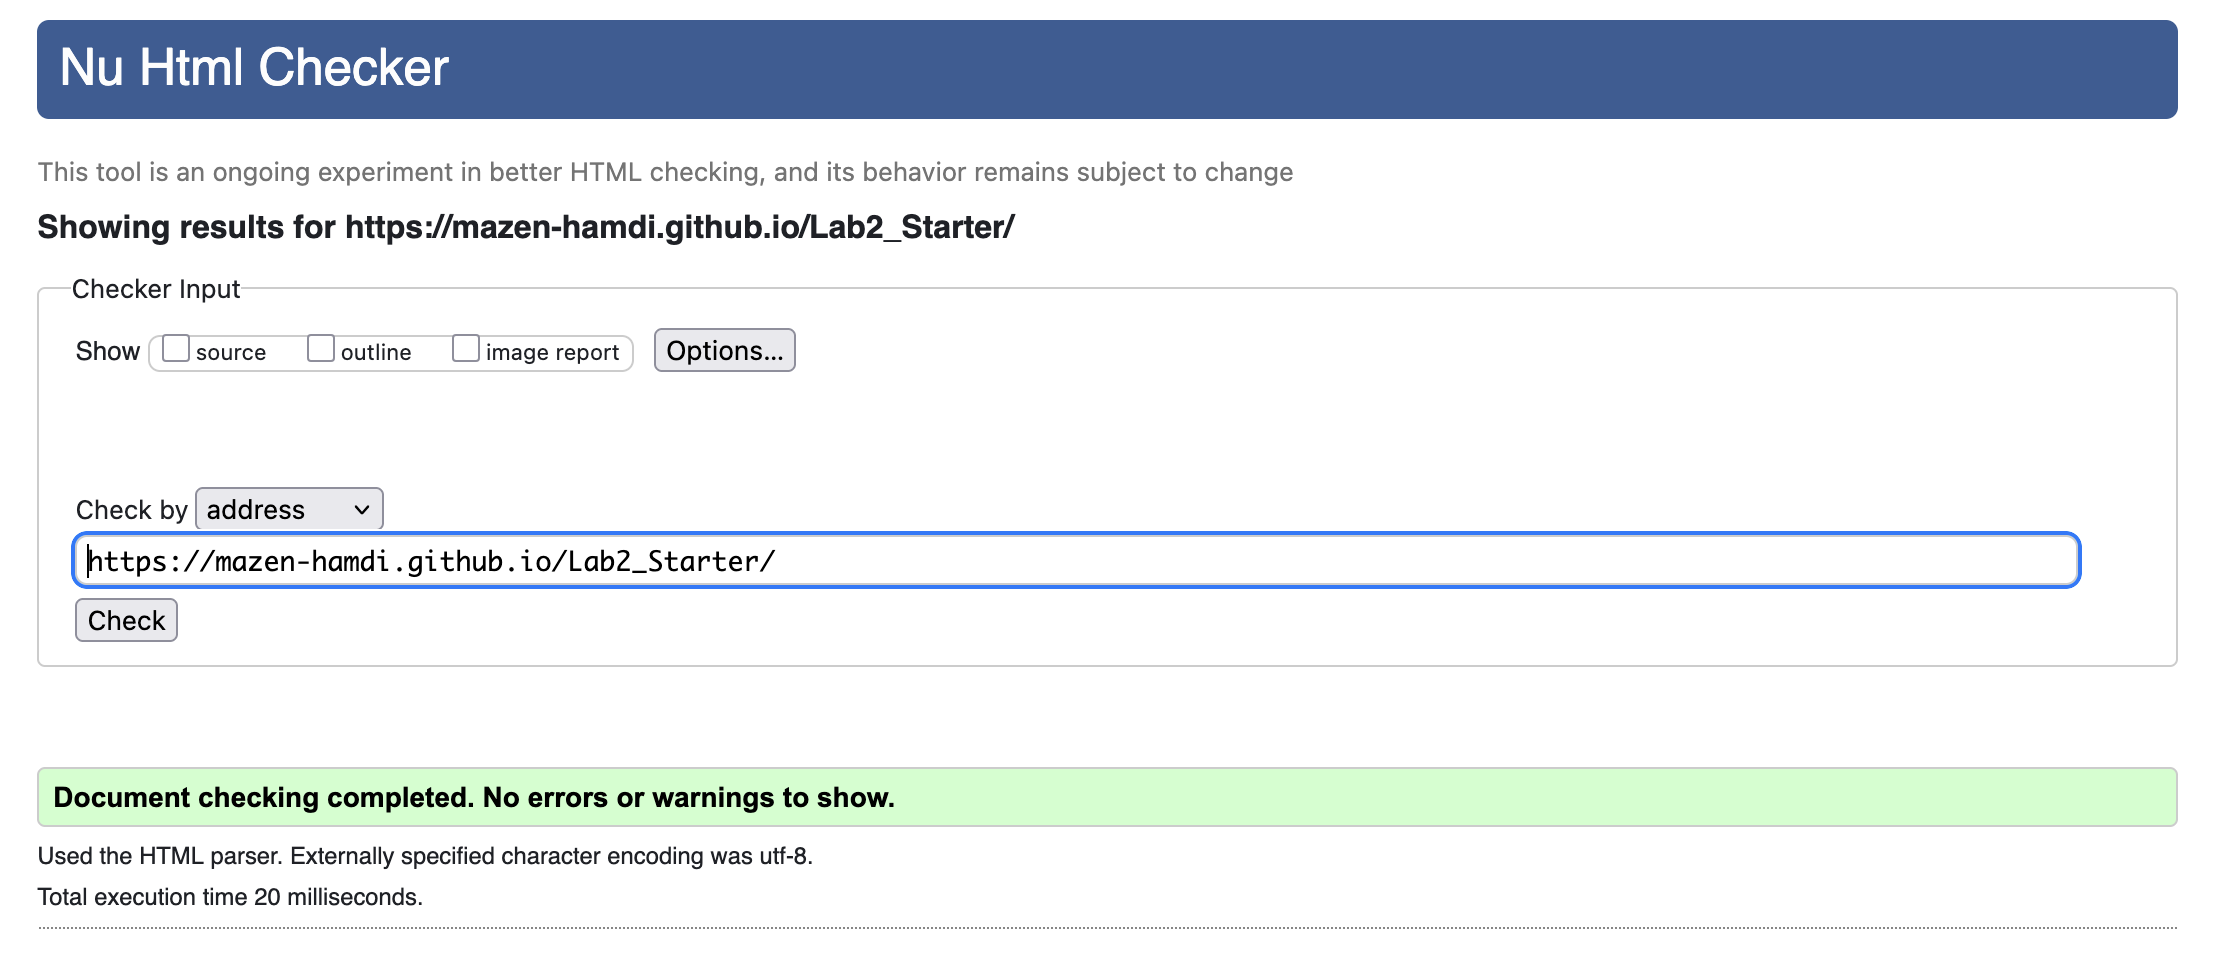 Nu Html Checker
This tool is an ongoing experiment in better HTML checking, and its behavior remains subject to change
Showing results for https://mazen-hamdi.github.io/Lab2_Starter/
Checker Input
Show source outline image report Options...
Check by address
https://mazen-hamdi.github.io/Lab2_Starter/
Check
Document checking completed. No errors or warnings to show.
Used the HTML parser. Externally specified character encoding was utf-8.
Total execution time 20 milliseconds.